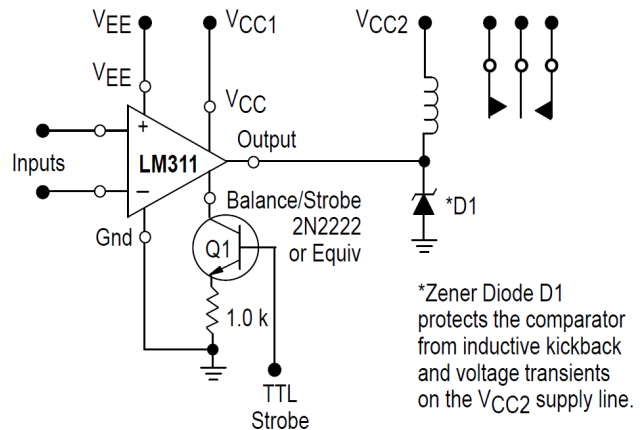 VEE
VCC1
VCC2
VEE
VCC
+
Output
Inputs
LM311
−
Balance/Strobe
2N2222
or Equiv
*D1
Gnd
Q1
1.0 k
TTL
Strobe
*Zener Diode D1
protects the comparator
from inductive kickback
and voltage transients
on the VCC2 supply line.